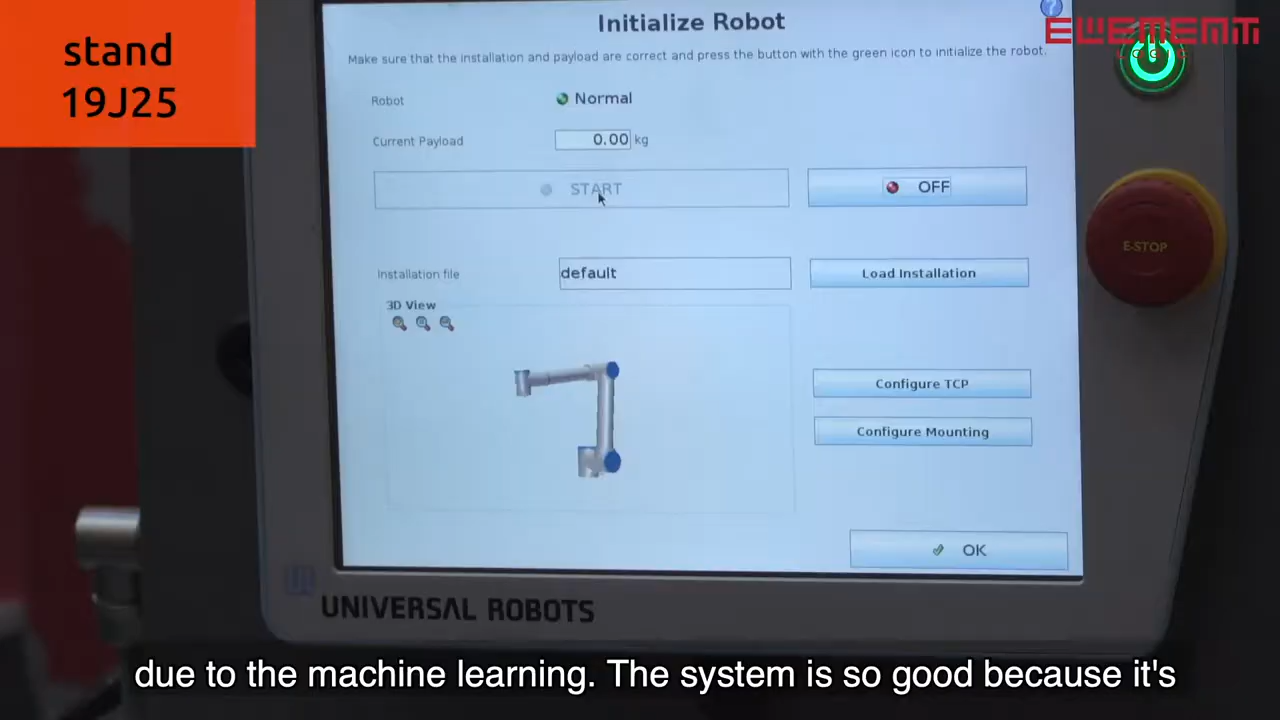 stand
19J25
Initialize Robot
Make sure that the installation and payload are correct and press the button with the green icon to initialize the robot.
Robot
Normal
Current Payload
0.00 kg
START
OFF
Installation file
default
Load Installation
3D View
Configure TCP
Configure Mounting
OK
E-STOP
UNIVERSAL ROBOTS
due to the machine learning. The system is so good because it's